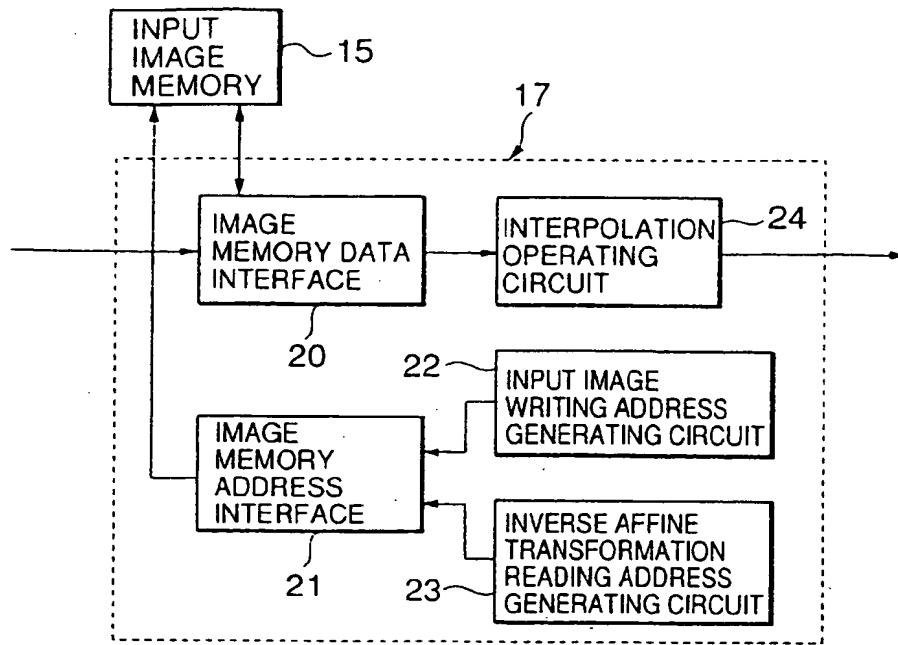 INPUT
IMAGE
MEMORY
15
17
IMAGE
MEMORY DATA
INTERFACE
20
INTERPOLATION
OPERATING
CIRCUIT
24
22
INPUT IMAGE
WRITING ADDRESS
GENERATING CIRCUIT
IMAGE
MEMORY
ADDRESS
INTERFACE
21
INVERSE AFFINE
TRANSFORMATION
READING ADDRESS
GENERATING CIRCUIT
23